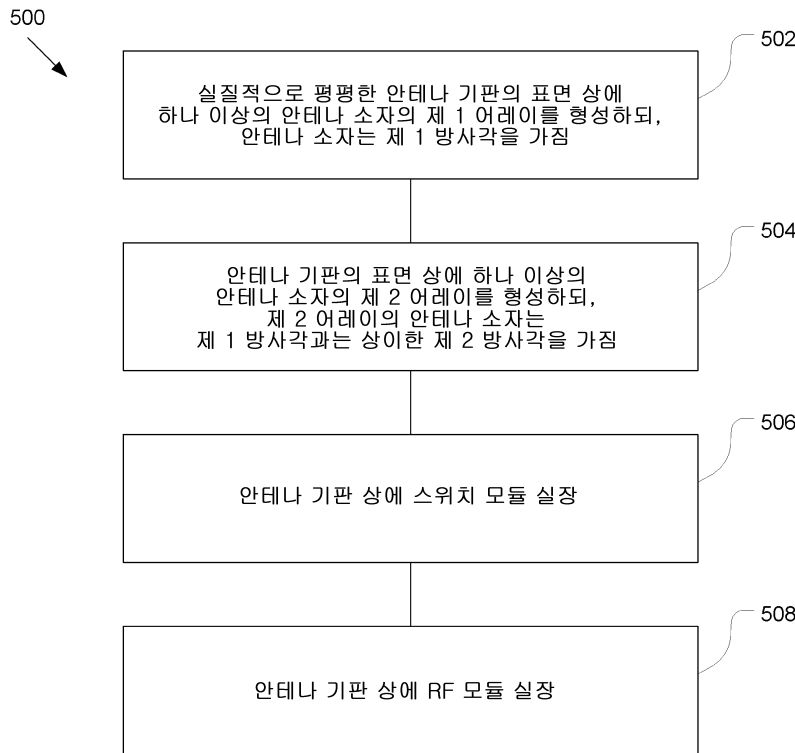 500
502
실질적으로 평평한 안테나 기판의 표면 상에
하나 이상의 안테나 소자의 제 1 어레이를 형성하되,
안테나 소자는 제 1 방사각을 가짐
504
안테나 기판의 표면 상에 하나 이상의
안테나 소자의 제 2 어레이를 형성하되,
제 2 어레이의 안테나 소자는
제 1 방사각과는 상이한 제 2 방사각을 가짐
506
안테나 기판 상에 스위치 모듈 실장
508
안테나 기판 상에 RF 모듈 실장